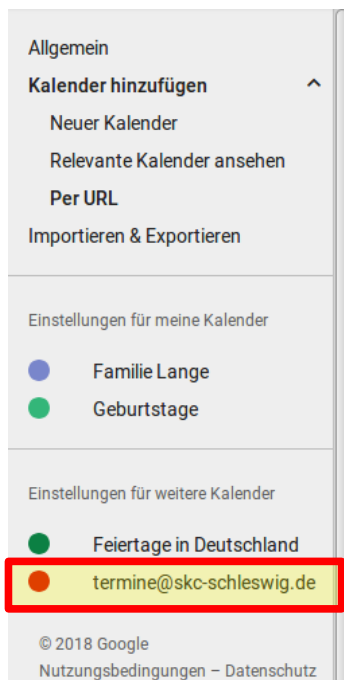 Allgemein
Kalender hinzufügen
Neuer Kalender
Relevante Kalender ansehen
Per URL
Importieren & Exportieren
Einstellungen für meine Kalender
Familie Lange
Geburtstage
Einstellungen für weitere Kalender
Feiertage in Deutschland
termine@skc-schleswig.de
© 2018 Google
Nutzungsbedingungen – Datenschutz